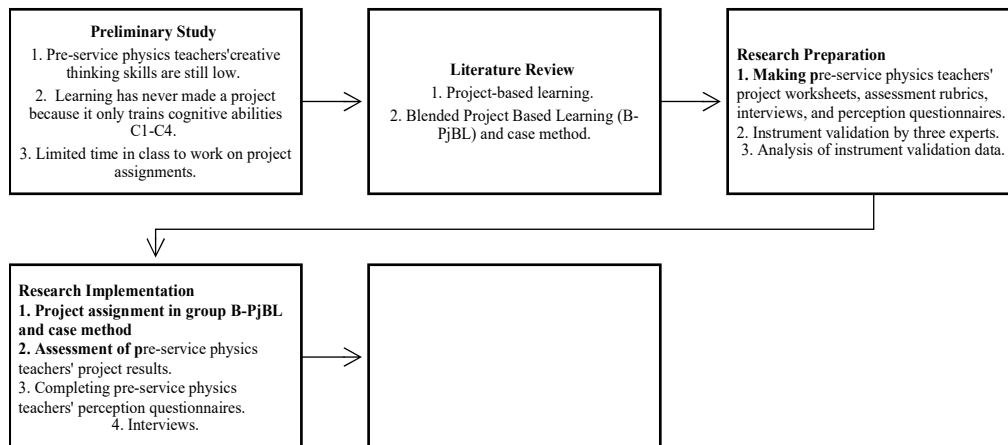 Preliminary Study
1. Pre-service physics teachers'creative
thinking skills are still low.
2. Learning has never made a project
because it only trains cognitive abilities
C1-C4.
3. Limited time in class to work on project
assignments.
Literature Review
1. Project-based learning.
2. Blended Project Based Learning (B-
PjBL) and case method.
Research Preparation
1. Making pre-service physics teachers'
project worksheets, assessment rubrics,
interviews, and perception questionnaires.
2. Instrument validation by three experts.
3. Analysis of instrument validation data.
Research Implementation
1. Project assignment in group B-PjBL
and case method
2. Assessment of pre-service physics
teachers' project results.
3. Completing pre-service physics
teachers' perception questionnaires.
4. Interviews.